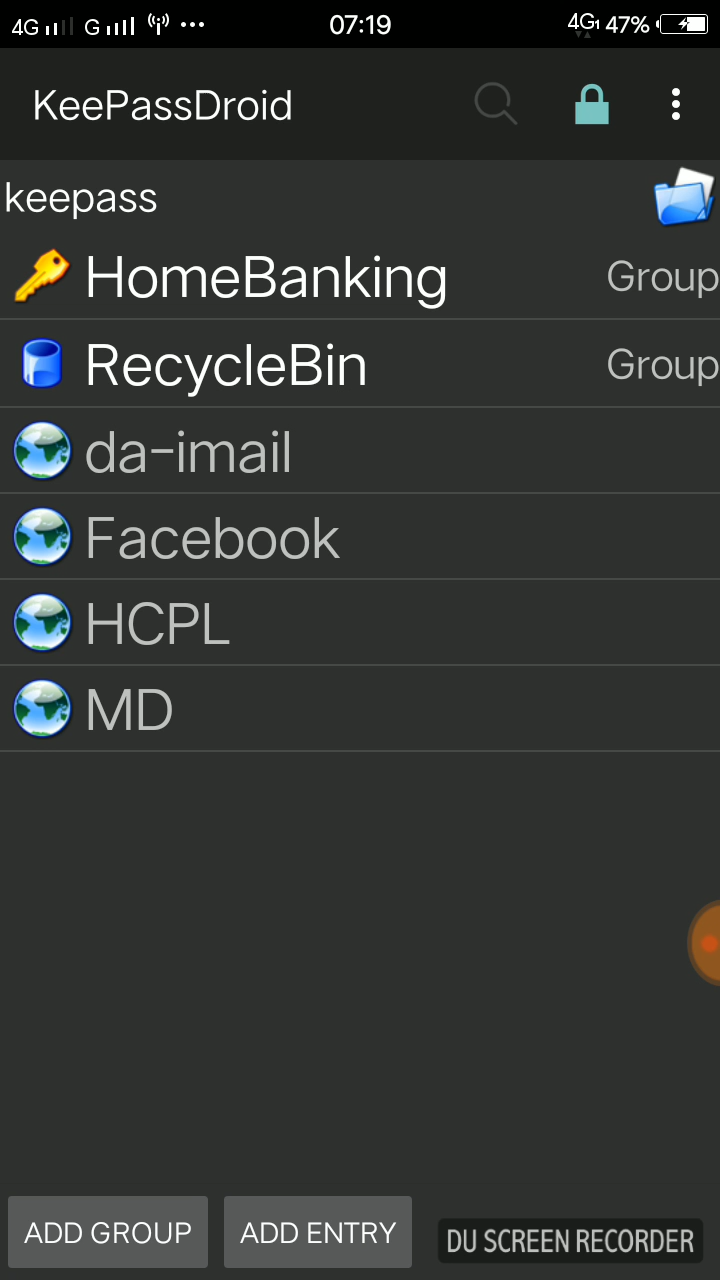 4G G 07:19 4G1 47%
KeePassDroid
keepass
HomeBanking Group
RecycleBin Group
da-imail
Facebook
HCPL
MD
ADD GROUP ADD ENTRY DU SCREEN RECORDER